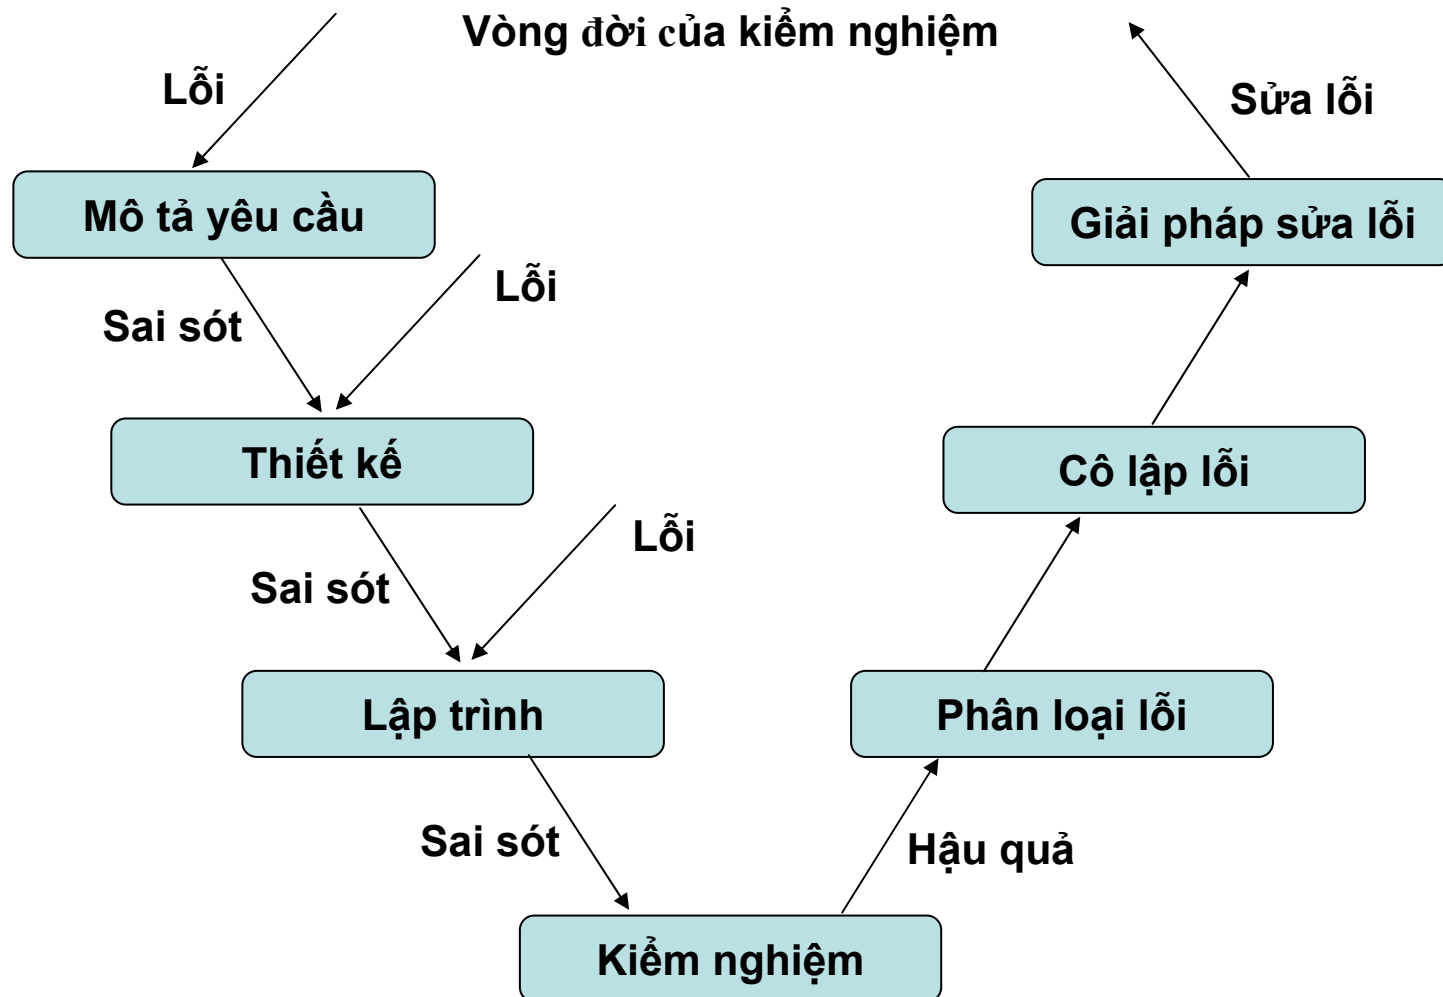 Vòng đời của kiểm nghiệm
Lỗi
Sửa lỗi
Mô tả yêu cầu
Giải pháp sửa lỗi
Lỗi
Sai sót
Thiết kế
Cô lập lỗi
Lỗi
Sai sót
Lập trình
Phân loại lỗi
Sai sót
Hậu quả
Kiểm nghiệm